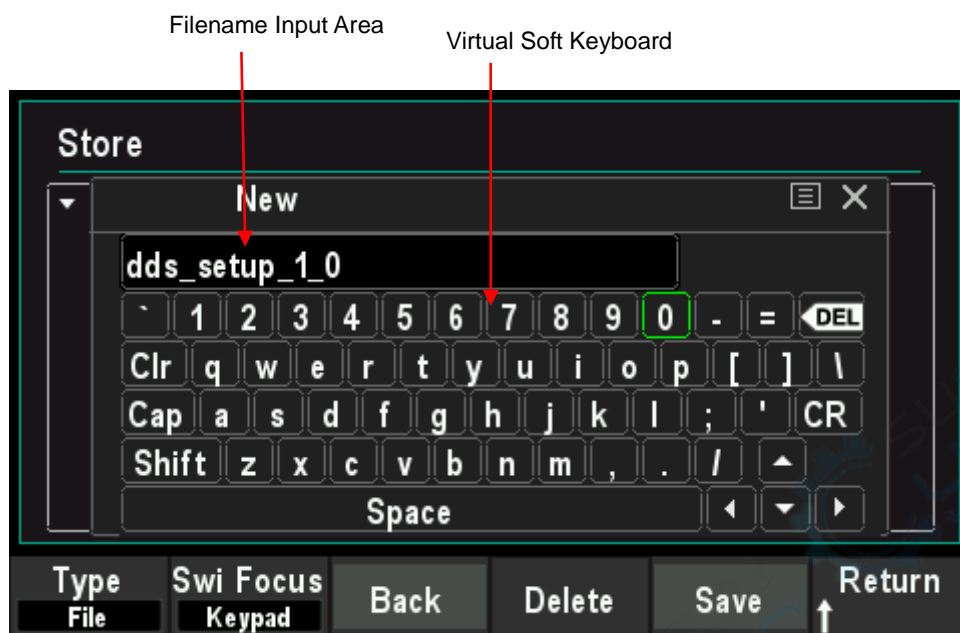 Filename Input Area
Virtual Soft Keyboard
Store
New
dds_setup_1_0
` 1 2 3 4 5 6 7 8 9 0 - = DEL
Clr q w e r t y u i o p [ ] \
Cap a s d f g h j k l ; ' CR
Shift z x c v b n m , . /
Space
Type Swi Focus Back Delete Save Return
File Keypad